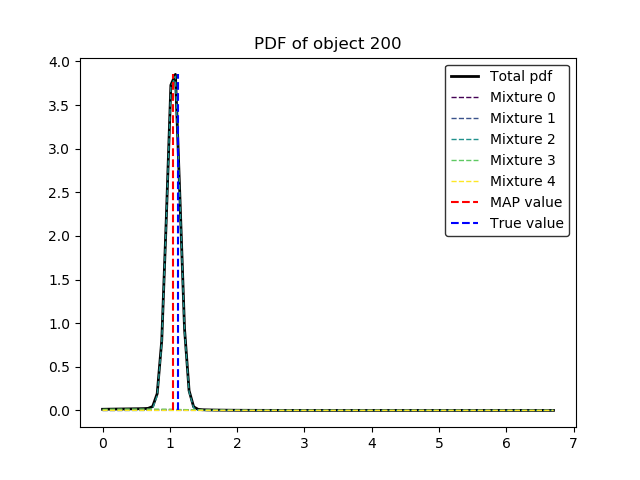 PDF of object 200
4.0
3.5
3.0
2.5
2.0
1.5
1.0
0.5
0.0
0 1 2 3 4 5 6 7
Total pdf
Mixture 0
Mixture 1
Mixture 2
Mixture 3
Mixture 4
MAP value
True value